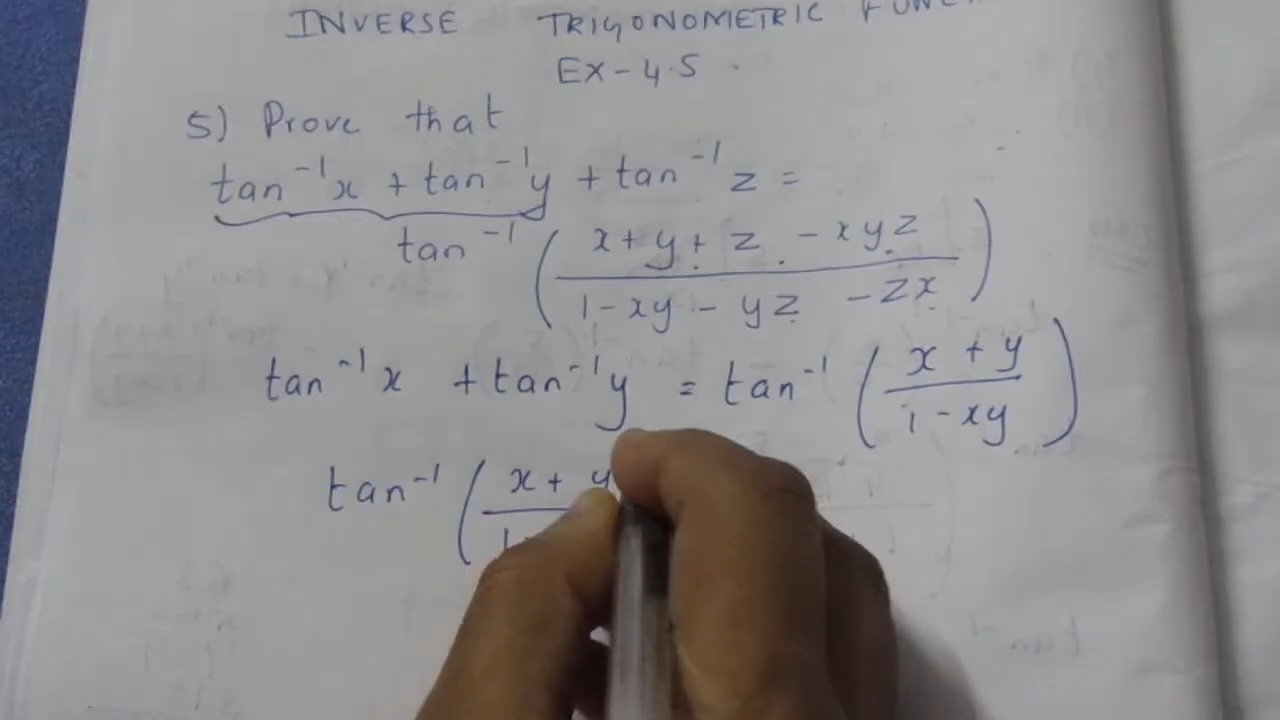 INVERSE TRIGONOMETRIC
EX-4.5
5) Prove that
tan⁻¹x + tan⁻¹y + tan⁻¹ z =
tan⁻¹ (x+y+z -xyz / 1-xy-yz -zx)
tan⁻¹x + tan⁻¹y = tan⁻¹ (x + y / 1-xy)
tan⁻¹ (x + y